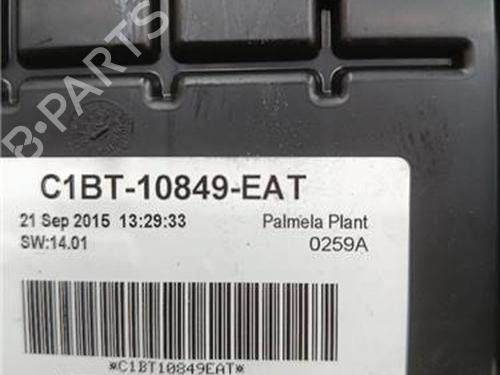 B-PARTS
C1BT-10849-EAT
21 Sep 2015 13:29:33 Palmela Plant
SW:14.01 0259A
*C1BT10849EAT*